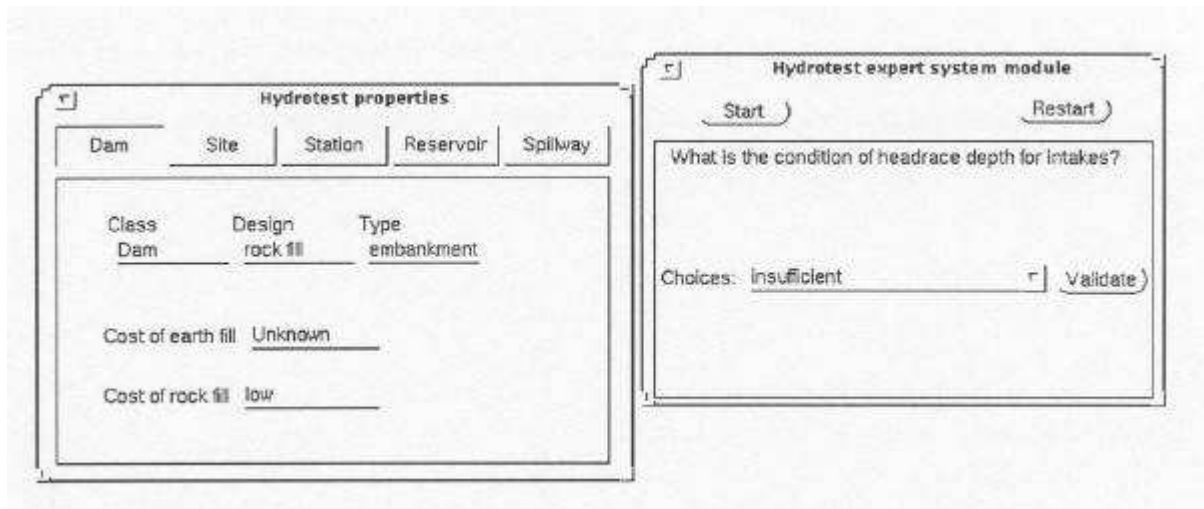 Hydrotest properties
Dam Site Station Reservoir Spillway
Class Design Type
Dam rock fill embankment
Cost of earth fill Unknown
Cost of rock fill low
Hydrotest expert system module
Start Restart
What is the condition of headrace depth for intakes?
Choices: insufficient Validate